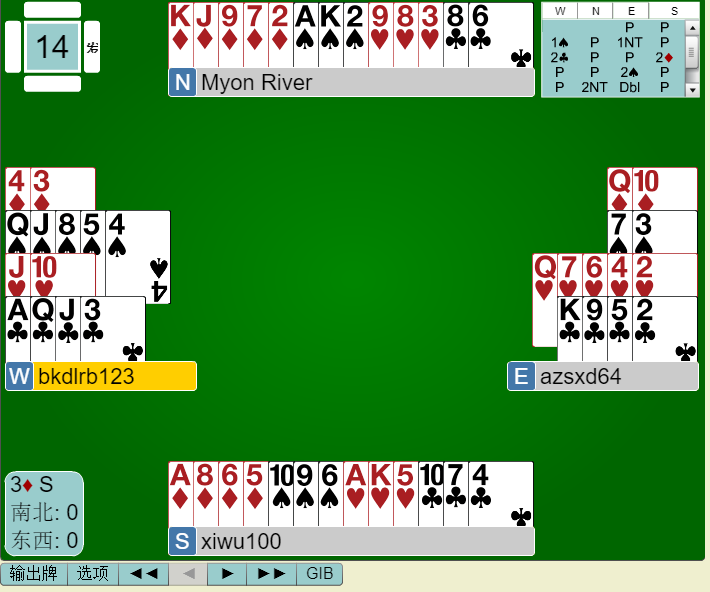 14 发
K♦ J♦ 9♦ 7♦ 2♦ A♠ K♠ 2♠ 9♥ 8♥ 3♥ 8♣ 6♣
N Myon River
W N E S
P P
1♠ P 1NT P
2♣ P P 2♦
P P 2♠ P
P 2NT Dbl P
4♦ 3♦
Q♠ J♠ 8♠ 5♠ 4♠
J♥ 10♥
A♣ Q♣ J♣ 3♣
W bkdlrb123
Q♦ 10♦
7♠ 3♠
Q♥ 7♥ 6♥ 4♥ 2♥
K♣ 9♣ 5♣ 2♣
E azsxd64
A♦ 8♦ 6♦ 5♦ 10♠ 9♠ 6♠ A♥ K♥ 5♥ 10♣ 7♣ 4♣
S xiwu100
3♦ S
南北: 0
东西: 0
输出牌 选项 ◄◄ ◄ ► ►► GIB